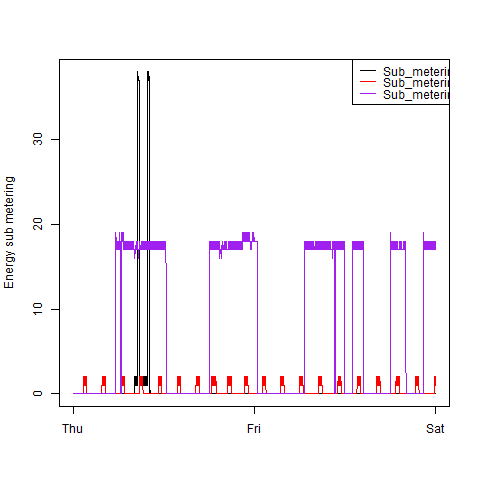 Sub_meterin
Sub_meterin
Sub_meterin
Energy sub metering
30
20
10
0
Thu Fri Sat